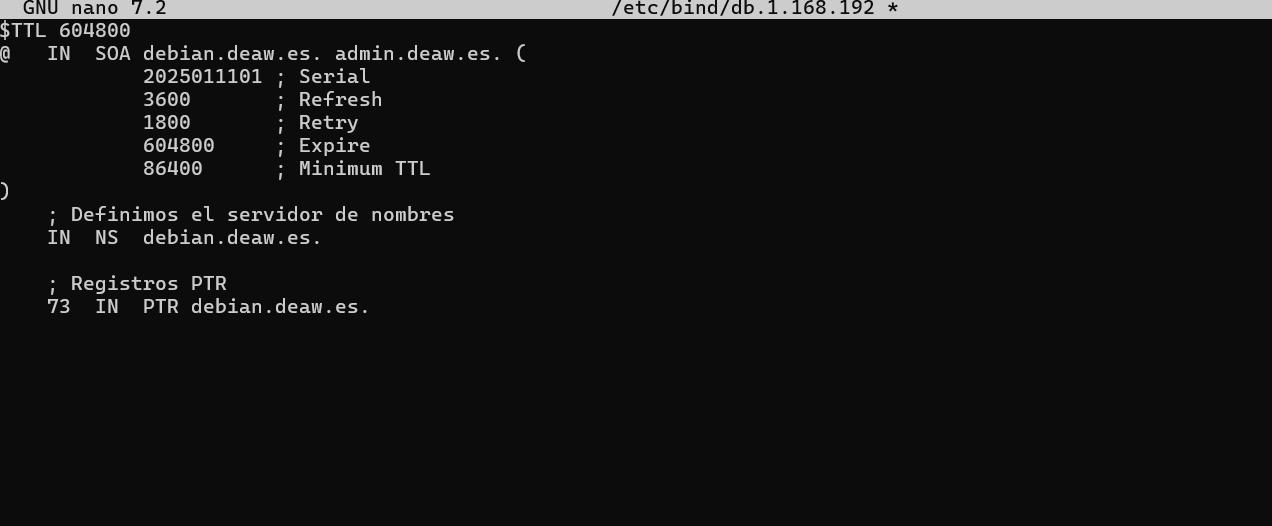 GNU nano 7.2 /etc/bind/db.1.168.192 *
$TTL 604800
@ IN SOA debian.deaw.es. admin.deaw.es. (
2025011101 ; Serial
3600 ; Refresh
1800 ; Retry
604800 ; Expire
86400 ; Minimum TTL
)
; Definimos el servidor de nombres
IN NS debian.deaw.es.
; Registros PTR
73 IN PTR debian.deaw.es.